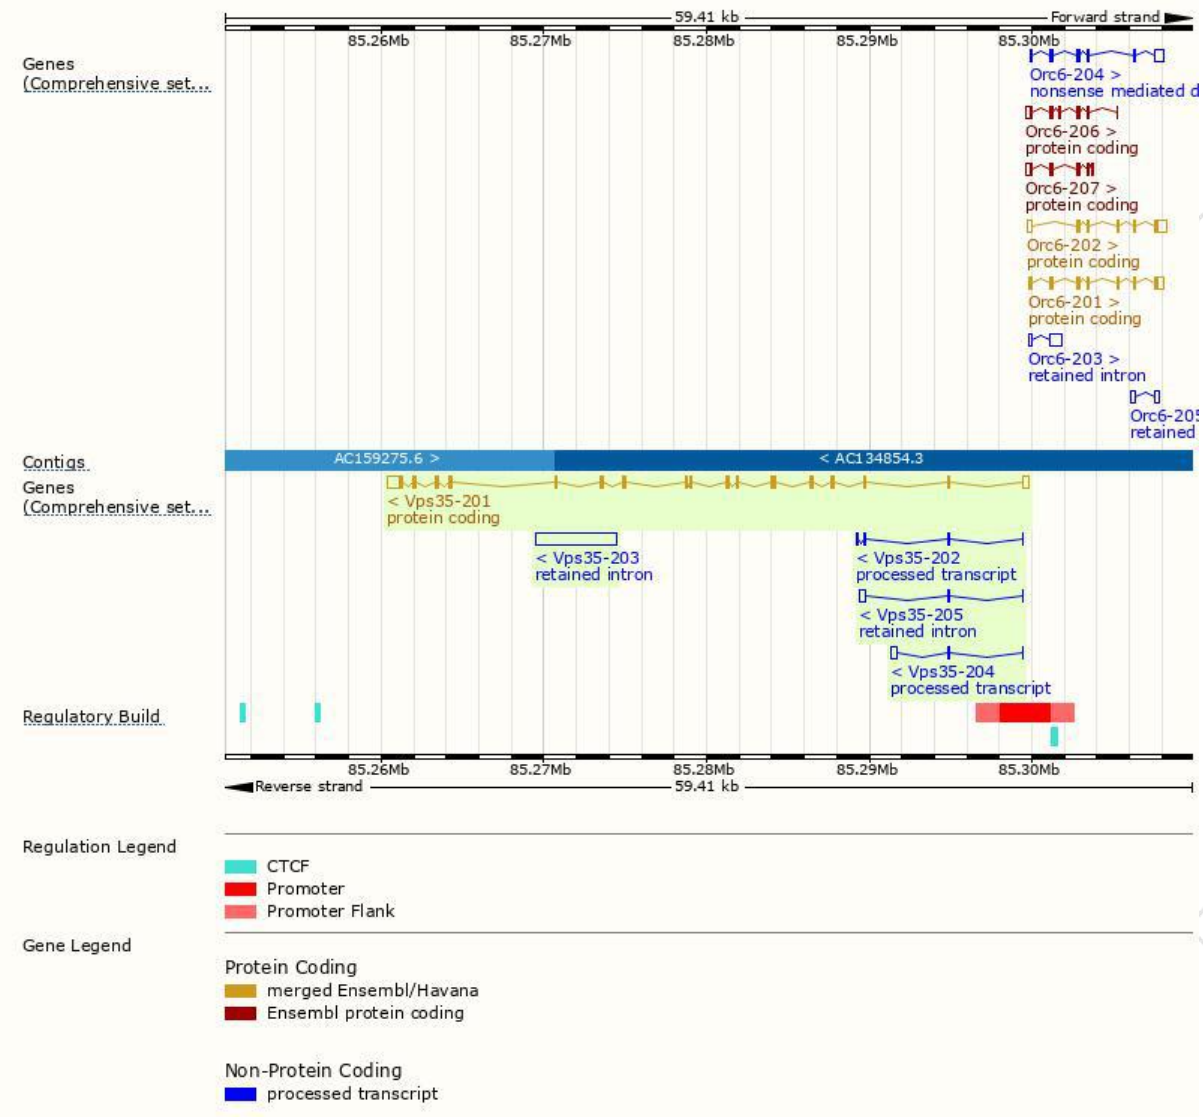 59.41 kb Forward strand
85.26Mb 85.27Mb 85.28Mb 85.29Mb 85.30Mb
Genes
(Comprehensive set...
Orc6-204 >
nonsense mediated d
Orc6-206 >
protein coding
Orc6-207 >
protein coding
Orc6-202 >
protein coding
Orc6-201 >
protein coding
Orc6-203 >
retained intron
Orc6-205
retained
Contigs
AC159275.6 > < AC134854.3
Genes
(Comprehensive set...
< Vps35-201
protein coding
< Vps35-203
retained intron
< Vps35-202
processed transcript
< Vps35-205
retained intron
< Vps35-204
processed transcript
Regulatory Build
85.26Mb 85.27Mb 85.28Mb 85.29Mb 85.30Mb
Reverse strand 59.41 kb
Regulation Legend
CTCF
Promoter
Promoter Flank
Gene Legend
Protein Coding
merged Ensembl/Havana
Ensembl protein coding
Non-Protein Coding
processed transcript